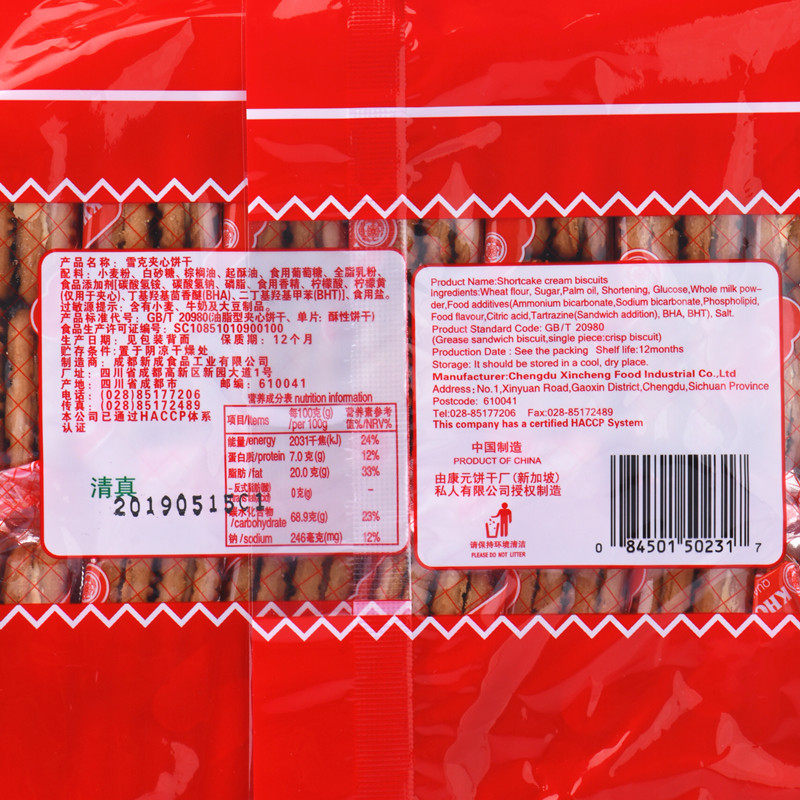 产品名称：雪克夹心饼干
配料：小麦粉、白砂糖、棕榈油、起酥油、食用葡萄糖、全脂乳粉、
食品添加剂[碳酸氢铵、碳酸氢钠、磷脂、食用香精、柠檬酸、柠檬黄
(仅用于夹心)、丁基羟基茴香醚(BHA)、二丁基羟基甲苯(BHT)]、食用盐。
过敏源提示：含有小麦、牛奶及大豆制品。
产品标准代号：GB/T 20980(油脂型夹心饼干、单片：酥性饼干)
食品生产许可证编号：SC10851010900100
生产日期：见包装背面 保质期：12个月
贮存条件：置于阴凉干燥处
制造商：成都新成食品工业有限公司
厂址：四川省成都高新区新园大道1号
产地：四川省成都市 邮编：610041
电话：(028)85177206
传真：(028)85172489
本公司已通过HACCP体系
认证
营养成分表 nutrition information
项目/Items 每100克(g)/per 100g 营养素参考值%/NRV%
能量/energy 2031千焦(kJ) 24%
蛋白质/protein 7.0克(g) 12%
脂肪/fat 20.0克(g) 33%
－反式脂肪(酸) 0克(g) －
碳水化合物/carbohydrate 68.9克(g) 23%
钠/sodium 246毫克(mg) 12%
清真
20190515C1
Product Name:Shortcake cream biscuits
Ingredients:Wheat flour, Sugar,Palm oil, Shortening, Glucose,Whole milk pow-
der,Food additives(Ammonium bicarbonate,Sodium bicarbonate,Phospholipid,
Food flavour,Citric acid,Tartrazine(Sandwich addition), BHA, BHT), Salt.
Product Standard Code: GB/T 20980
(Grease sandwich biscuit,single piece:crisp biscuit)
Production Date : See the packing Shelf life:12months
Storage: It should be stored in a cool, dry place.
Manufacturer:Chengdu Xincheng Food Industrial Co.,Ltd
Address: No.1,Xinyuan Road,Gaoxin District,Chengdu,Sichuan Province
Postcode: 610041
Tel:028-85177206 Fax:028-85172489
This company has a certified HACCP System
中国制造
PRODUCT OF CHINA
由康元饼干厂(新加坡)
私人有限公司授权制造
请保持环境清洁
PLEASE DO NOT LITTER
0 84501 50231 7